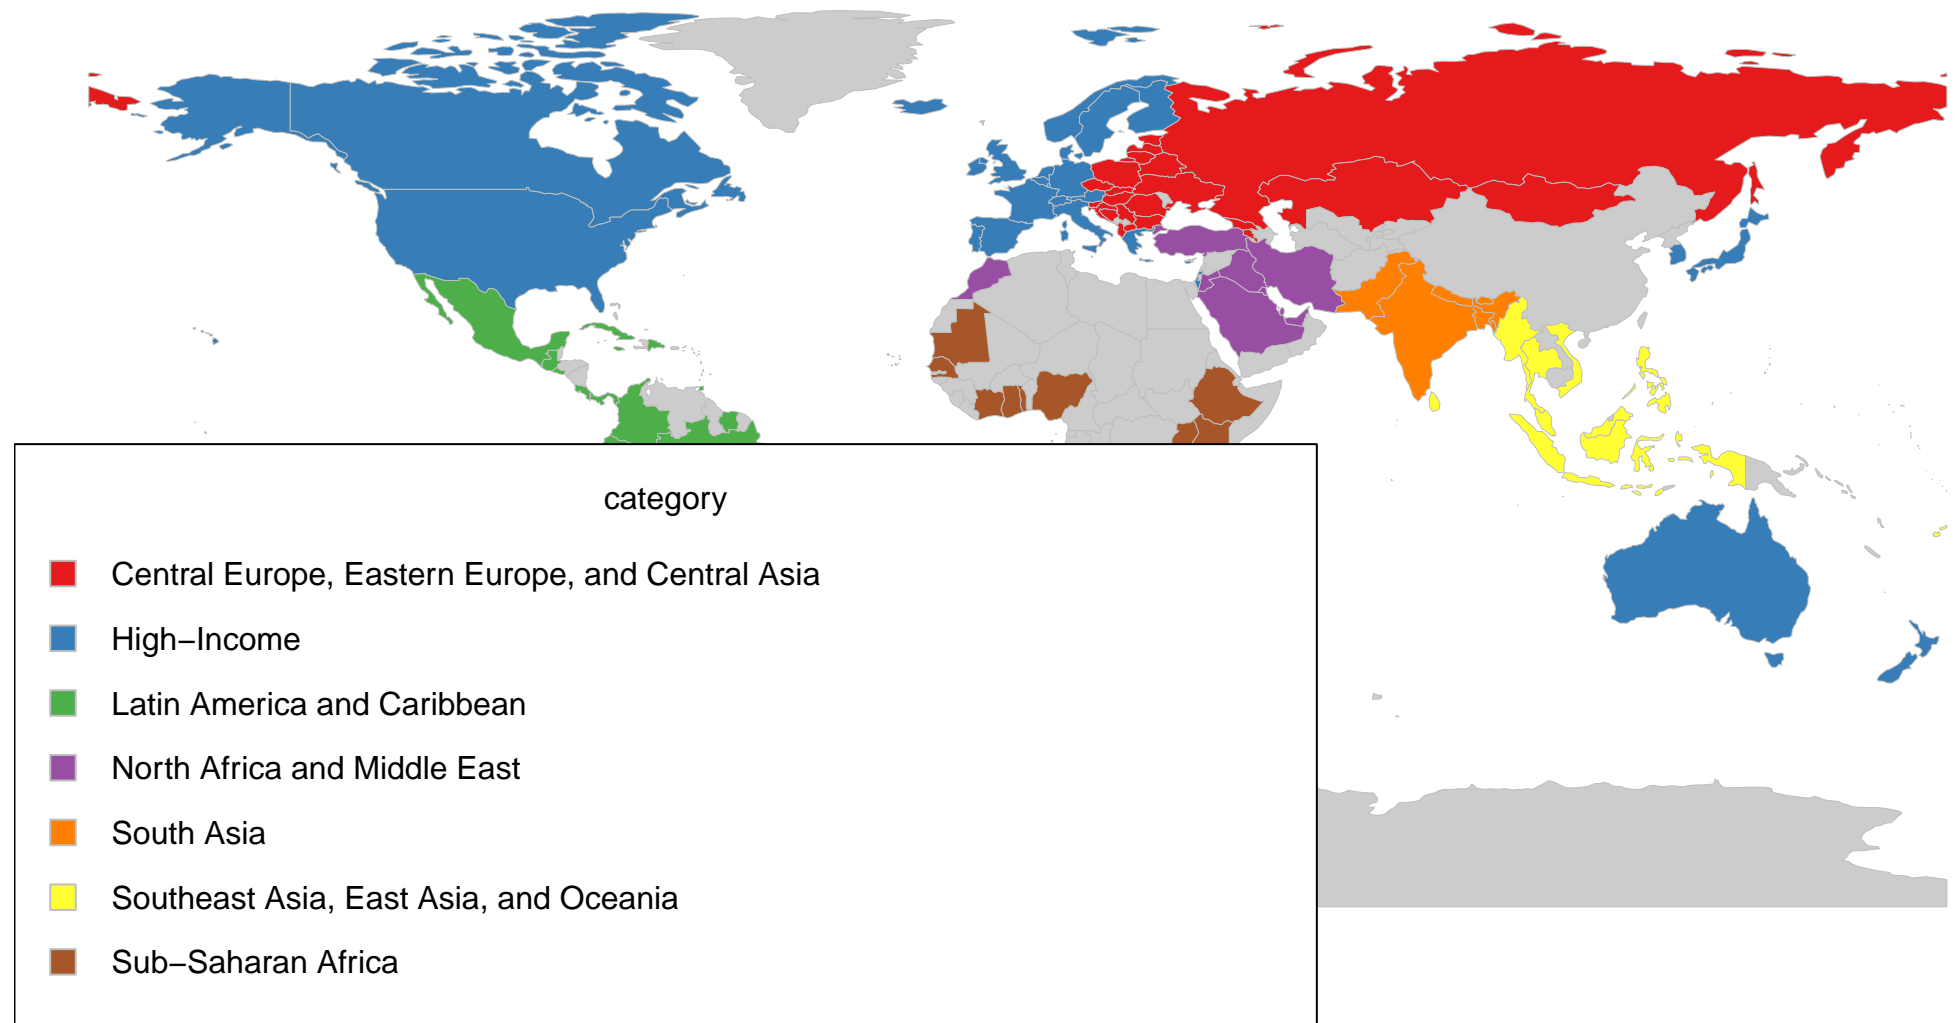 category
Central Europe, Eastern Europe, and Central Asia
High−Income
Latin America and Caribbean
North Africa and Middle East
South Asia
Southeast Asia, East Asia, and Oceania
Sub−Saharan Africa